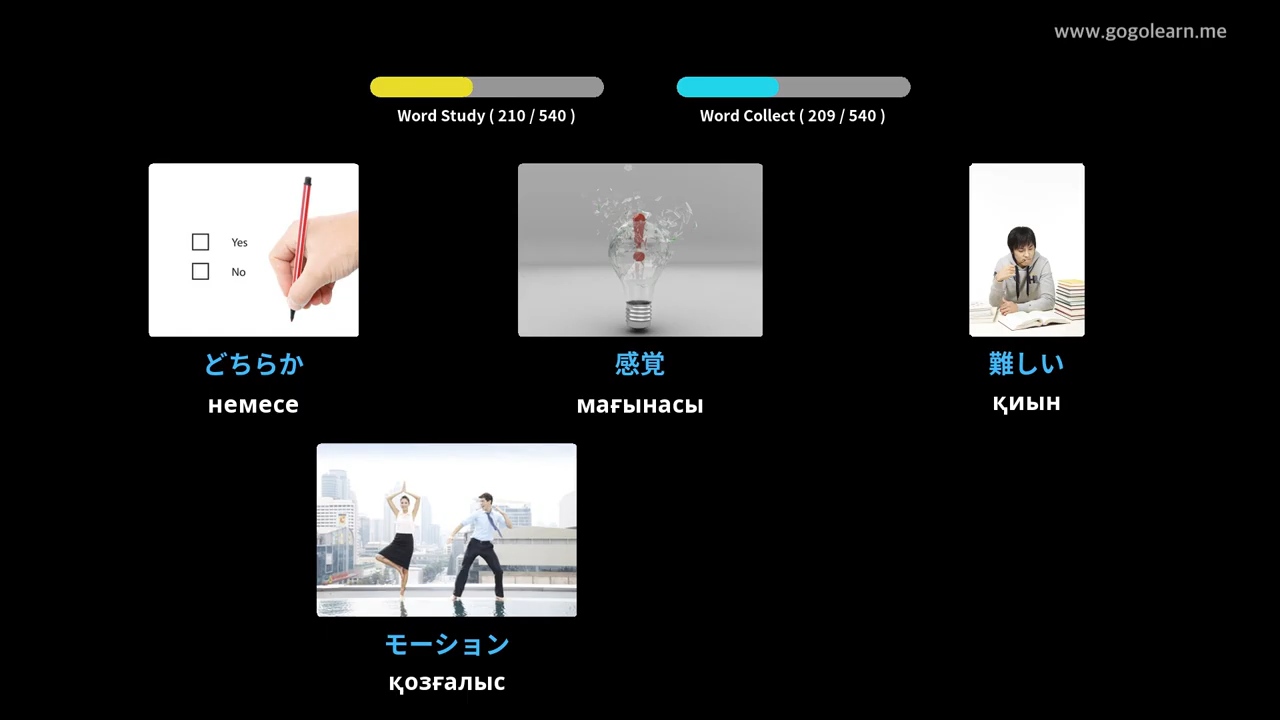 www.gogolearn.me
Word Study ( 210 / 540 )
Word Collect ( 209 / 540 )
Yes
No
どちらか
немесе
感覚
мағынасы
難しい
қиын
モーション
қозғалыс